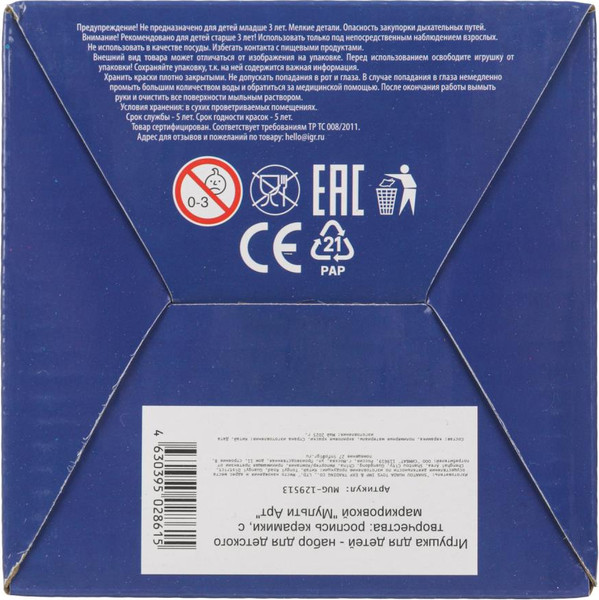 Предупреждение! Не предназначено для детей младше 3 лет. Мелкие детали. Опасность закупорки дыхательных путей.
Внимание! Рекомендовано для детей старше 3 лет! Использовать только под непосредственным наблюдением взрослых.
Не использовать в качестве посуды. Избегать контакта с пищевыми продуктами.
Внешний вид товара может отличаться от изображения на упаковке. Перед использованием освободите игрушку от
упаковки! Сохраняйте упаковку, т.к. на ней содержится важная информация.
Хранить краски плотно закрытыми. Не допускать попадания в рот и глаза. В случае попадания в глаза немедленно
промыть большим количеством воды и обратиться за медицинской помощью. После окончания работы вымыть
руки и очистить все поверхности мыльным раствором.
Условия хранения: в сухих проветриваемых помещениях.
Срок службы - 5 лет. Срок годности красок - 5 лет.
Товар сертифицирован. Соответствует требованиям ТР ТС 008/2011.
Адрес для отзывов и пожеланий по товару: hello@igr.ru
0-3
EAC
CE
21
PAP
Игрушка для детей - набор для детского
творчества: роспись керамики, с
маркировкой "Мульти Арт"
Артикул: MUG-129513
4 630395 028615